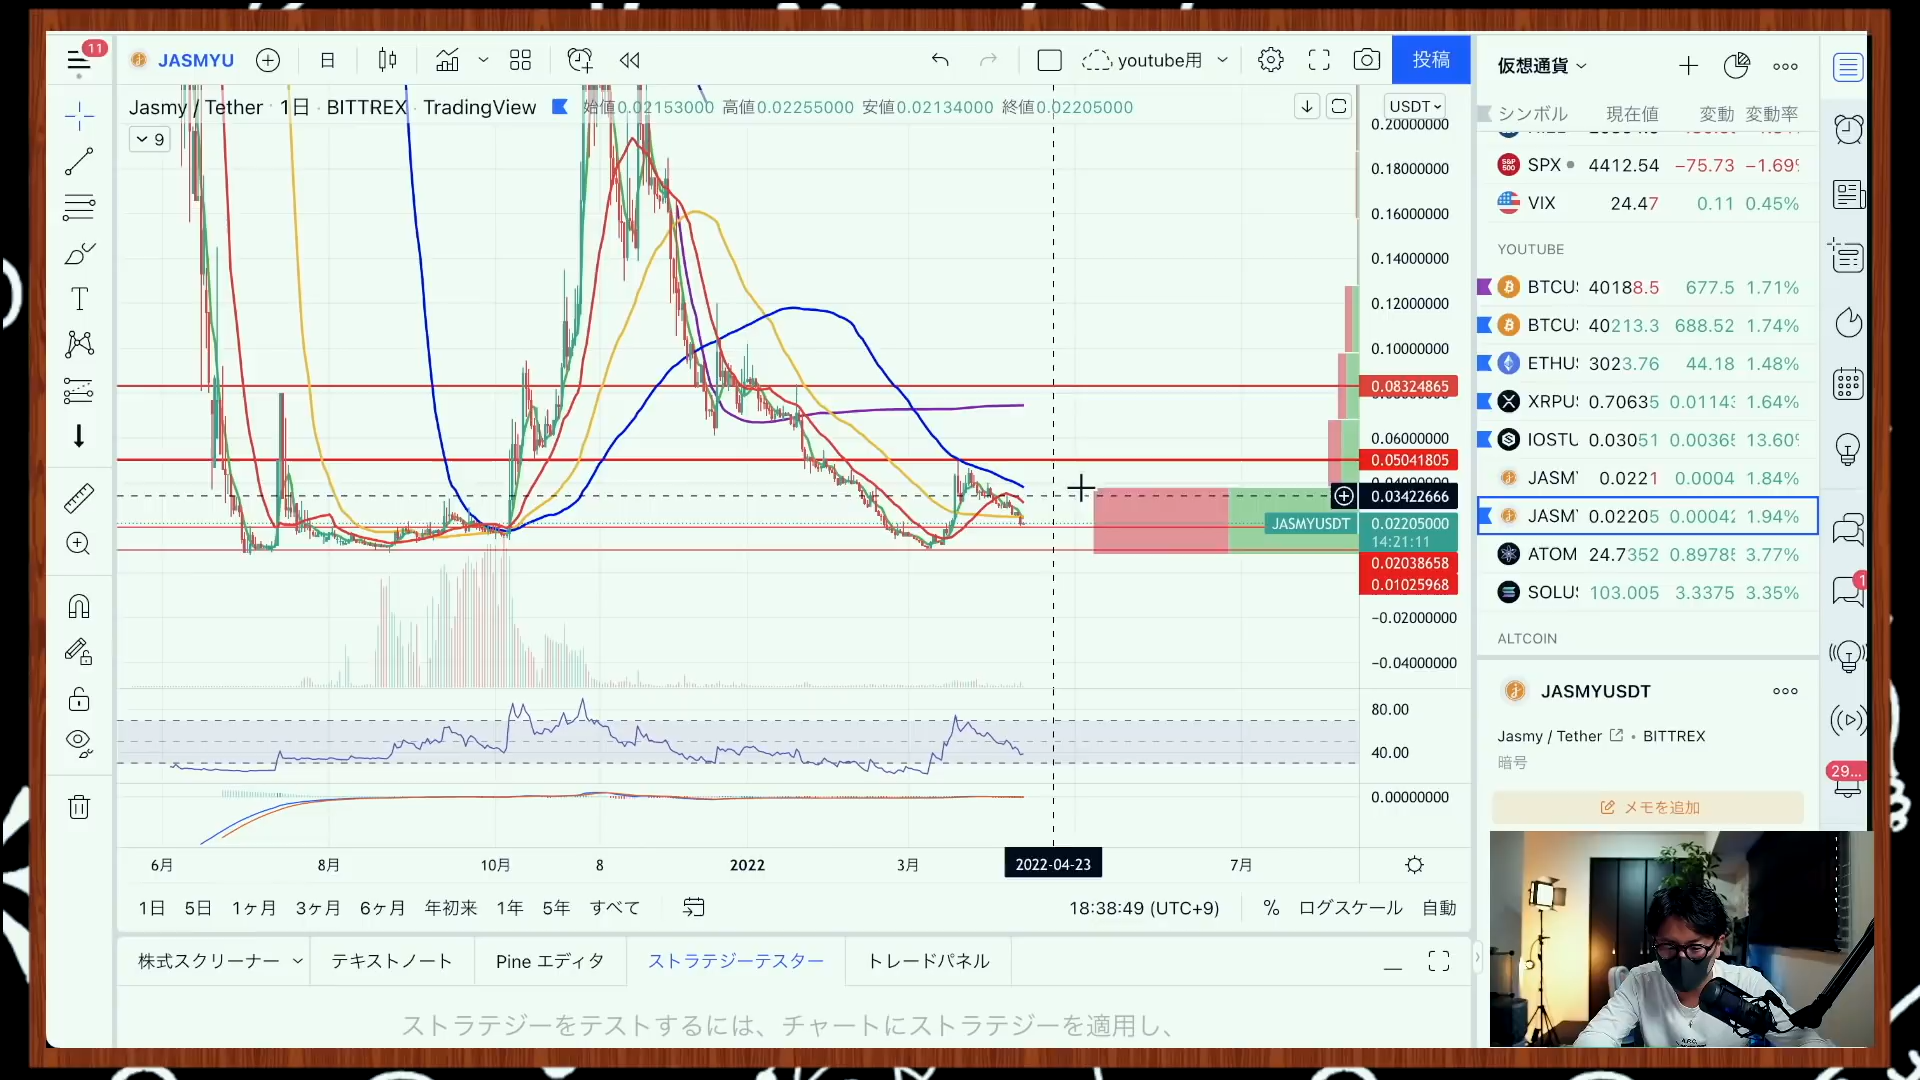 11
JASMYU
日
youtube用
投稿
Jasmy / Tether · 1日 · BITTREX · TradingView
始値0.02153000 高値0.02255000 安値0.02134000 終値0.02205000
9
USDT
0.20000000
0.18000000
0.16000000
0.14000000
0.12000000
0.10000000
0.08324865
0.06000000
0.05041805
0.03422666
JASMYUSDT
0.02205000
14:21:11
0.02038658
0.01025968
−0.02000000
−0.04000000
80.00
40.00
0.00000000
6月 8月 10月 8 2022 3月 2022-04-23 7月
1日 5日 1ヶ月 3ヶ月 6ヶ月 年初来 1年 5年 すべて
18:38:49 (UTC+9) % ログスケール 自動
株式スクリーナー テキストノート Pine エディタ ストラテジーテスター トレードパネル
ストラテジーをテストするには、チャートにストラテジーを適用し、
仮想通貨
シンボル 現在値 変動 変動率
SPX 4412.54 −75.73 −1.69%
VIX 24.47 0.11 0.45%
YOUTUBE
BTCU 40188.5 677.5 1.71%
BTCU 40213.3 688.52 1.74%
ETHU 3023.76 44.18 1.48%
XRPU 0.70635 0.01143 1.64%
IOSTU 0.03051 0.00365 13.60%
JASM 0.0221 0.0004 1.84%
JASM 0.02205 0.00042 1.94%
ATOM 24.7352 0.89785 3.77%
SOLU 103.005 3.3375 3.35%
ALTCOIN
JASMYUSDT
Jasmy / Tether • BITTREX
暗号
メモを追加
1
29...